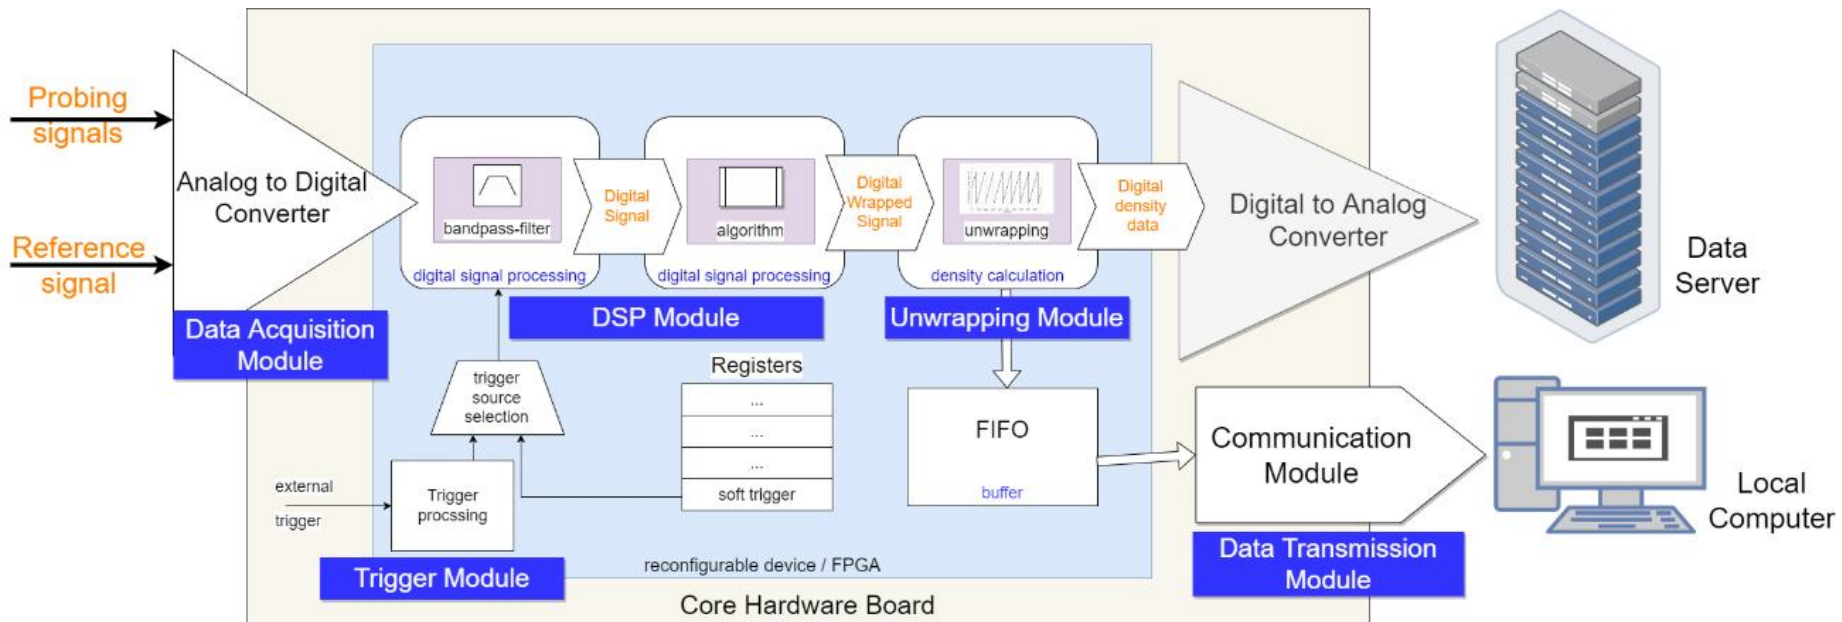 Probing
signals
Reference
signal
Analog to Digital
Converter
Data Acquisition
Module
bandpass-filter
digital signal processing
Digital
Signal
algorithm
digital signal processing
DSP Module
Digital
Wrapped
Signal
unwrapping
density calculation
Unwrapping Module
Digital
density
data
Digital to Analog
Converter
Data
Server
trigger
source
selection
Registers
...
...
...
soft trigger
external
trigger
Trigger
procssing
Trigger Module
FIFO
buffer
Communication
Module
Data Transmission
Module
Local
Computer
reconfigurable device / FPGA
Core Hardware Board